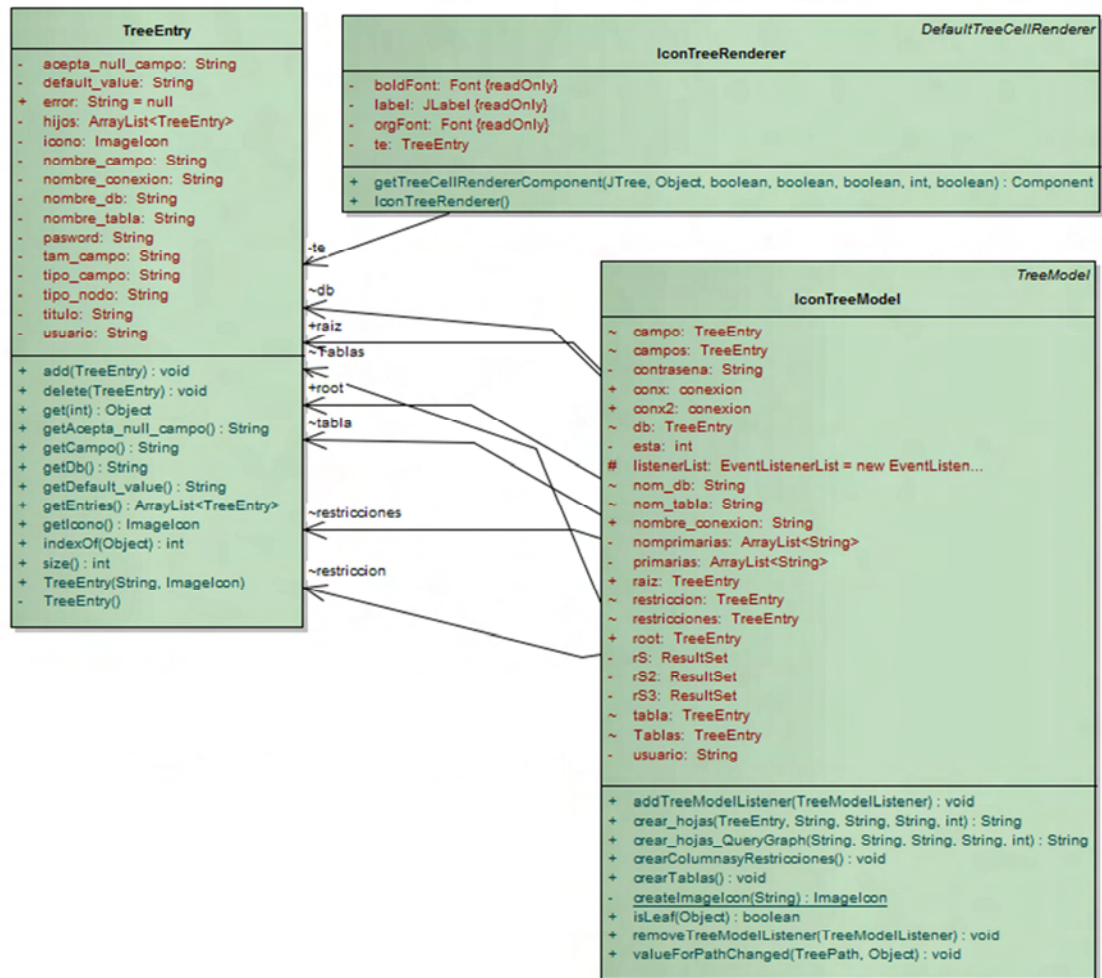 TreeEntry
- acepta_null_campo: String
- default_value: String
+ error: String = null
- hijos: ArrayList<TreeEntry>
- icono: ImageIcon
- nombre_campo: String
- nombre_conexion: String
- nombre_db: String
- nombre_tabla: String
- pasword: String
- tam_campo: String
- tipo_campo: String
- tipo_nodo: String
- titulo: String
- usuario: String
+ add(TreeEntry) : void
+ delete(TreeEntry) : void
+ get(int) : Object
+ getAcepta_null_campo() : String
+ getCampo() : String
+ getDb() : String
+ getDefault_value() : String
+ getEntries() : ArrayList<TreeEntry>
+ getIcono() : ImageIcon
+ indexOf(Object) : int
+ size() : int
+ TreeEntry(String, ImageIcon)
- TreeEntry()
DefaultTreeCellRenderer
IconTreeRenderer
- boldFont: Font {readOnly}
- label: JLabel {readOnly}
- orgFont: Font {readOnly}
- te: TreeEntry
+ getTreeCellRendererComponent(JTree, Object, boolean, boolean, boolean, int, boolean) : Component
+ IconTreeRenderer()
-te
~db
+raiz
~Tablas
+root
~tabla
~restricciones
~restriccion
TreeModel
IconTreeModel
~ campo: TreeEntry
~ campos: TreeEntry
- contrasena: String
+ conx: conexion
+ conx2: conexion
~ db: TreeEntry
- esta: int
# listenerList: EventListenerList = new EventListen...
~ nom_db: String
~ nom_tabla: String
+ nombre_conexion: String
- nomprimarias: ArrayList<String>
- primarias: ArrayList<String>
+ raiz: TreeEntry
~ restriccion: TreeEntry
~ restricciones: TreeEntry
+ root: TreeEntry
- rS: ResultSet
- rS2: ResultSet
- rS3: ResultSet
~ tabla: TreeEntry
~ Tablas: TreeEntry
- usuario: String
+ addTreeModelListener(TreeModelListener) : void
+ crear_hojas(TreeEntry, String, String, String, int) : String
+ crear_hojas_QueryGraph(String, String, String, String, int) : String
+ crearColumnasyRestricciones() : void
+ crearTablas() : void
- createImageIcon(String) : ImageIcon
+ isLeaf(Object) : boolean
+ removeTreeModelListener(TreeModelListener) : void
+ valueForPathChanged(TreePath, Object) : void